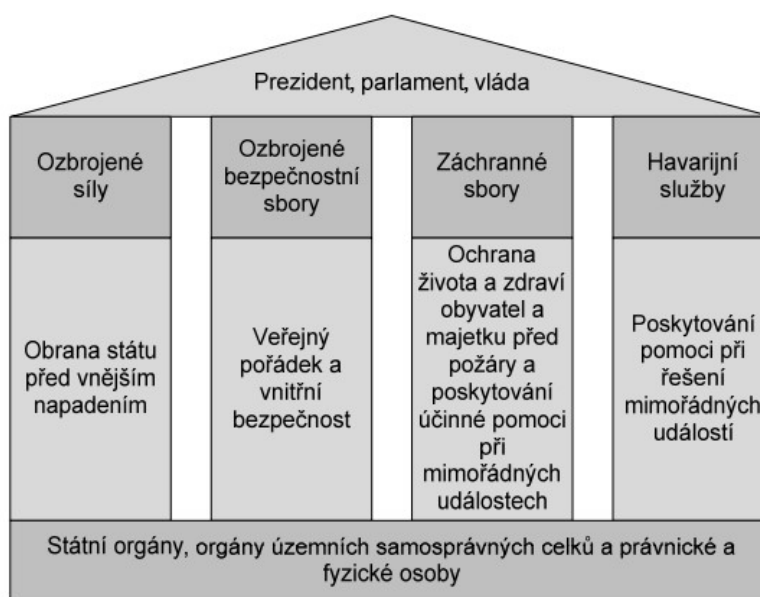 Prezident, parlament, vláda
Ozbrojené
síly
Ozbrojené
bezpečnostní
sbory
Záchranné
sbory
Havarijní
služby
Obrana státu
před vnějším
napadením
Veřejný
pořádek a
vnitřní
bezpečnost
Ochrana
života a zdraví
obyvatel a
majetku před
požáry a
poskytování
účinné pomoci
při
mimořádných
událostech
Poskytování
pomoci při
řešení
mimořádných
událostí
Státní orgány, orgány územních samosprávných celků a právnické a
fyzické osoby